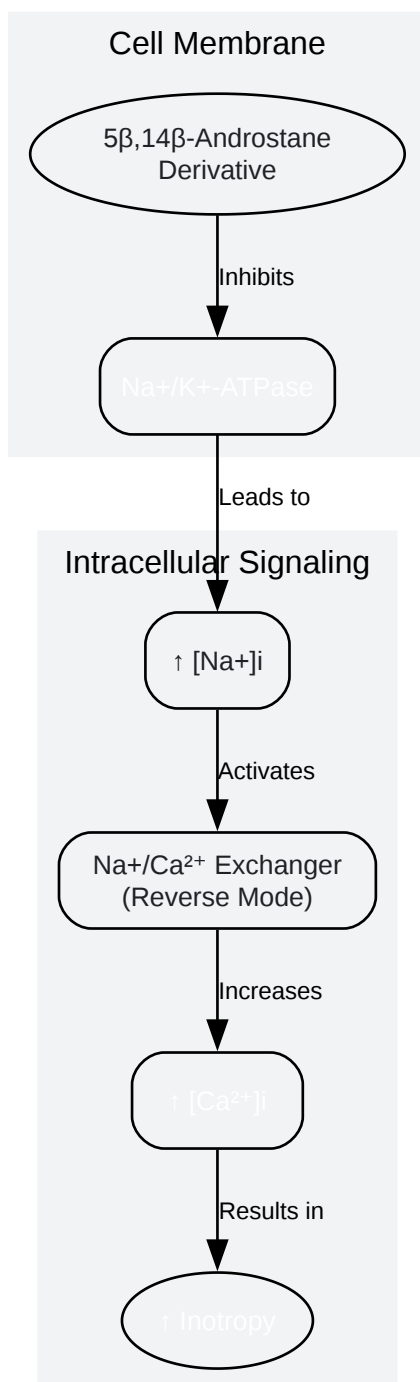 Cell Membrane
5β,14β-Androstane
Derivative
Inhibits
Na+/K+-ATPase
Leads to
Intracellular Signaling
↑ [Na+]i
Activates
Na+/Ca²⁺ Exchanger
(Reverse Mode)
Increases
↑ [Ca²⁺]i
Results in
↑ Inotropy